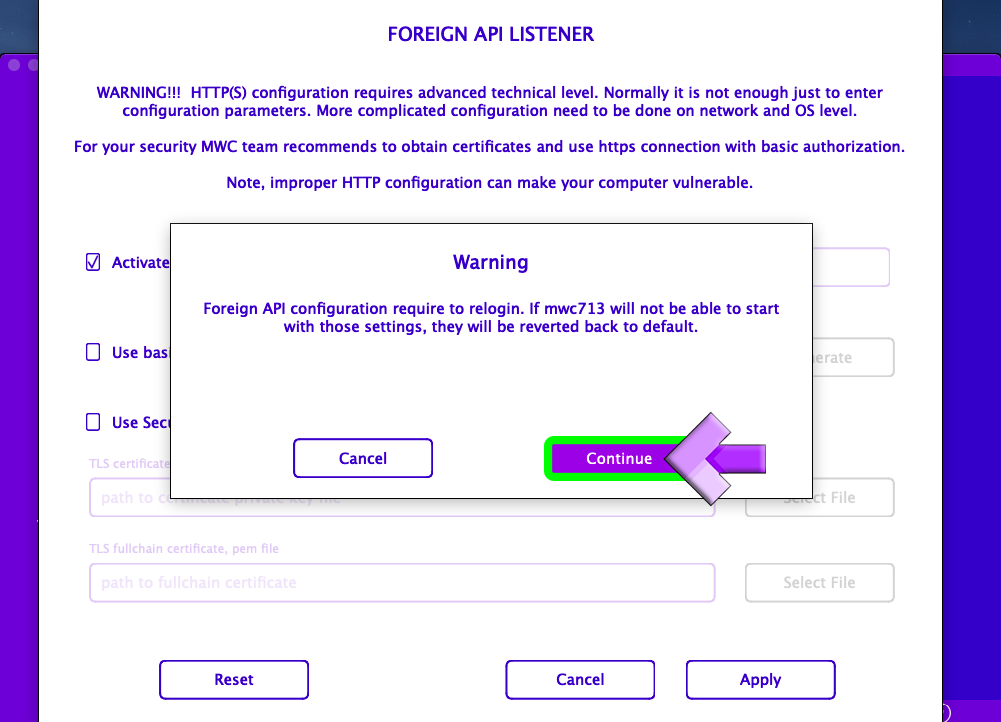 FOREIGN API LISTENER
WARNING!!!  HTTP(S) configuration requires advanced technical level. Normally it is not enough just to enter
configuration parameters. More complicated configuration need to be done on network and OS level.
For your security MWC team recommends to obtain certificates and use https connection with basic authorization.
Note, improper HTTP configuration can make your computer vulnerable.
Activate
Warning
Foreign API configuration require to relogin. If mwc713 will not be able to start
with those settings, they will be reverted back to default.
Use basi
erate
Use Secu
Cancel
Continue
TLS certificate
path to certificate private key file
Select File
TLS fullchain certificate, pem file
path to fullchain certificate
Select File
Reset
Cancel
Apply